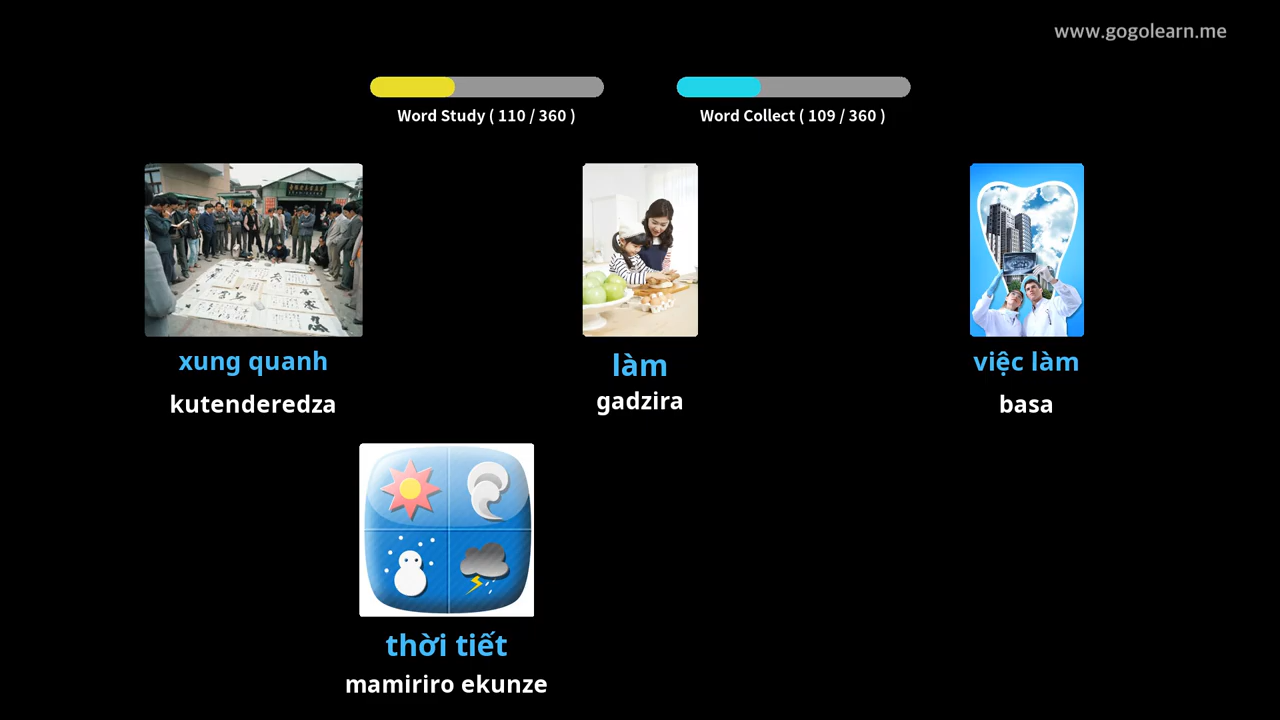 www.gogolearn.me
Word Study ( 110 / 360 )
Word Collect ( 109 / 360 )
xung quanh
làm
việc làm
kutenderedza
gadzira
basa
thời tiết
mamiriro ekunze